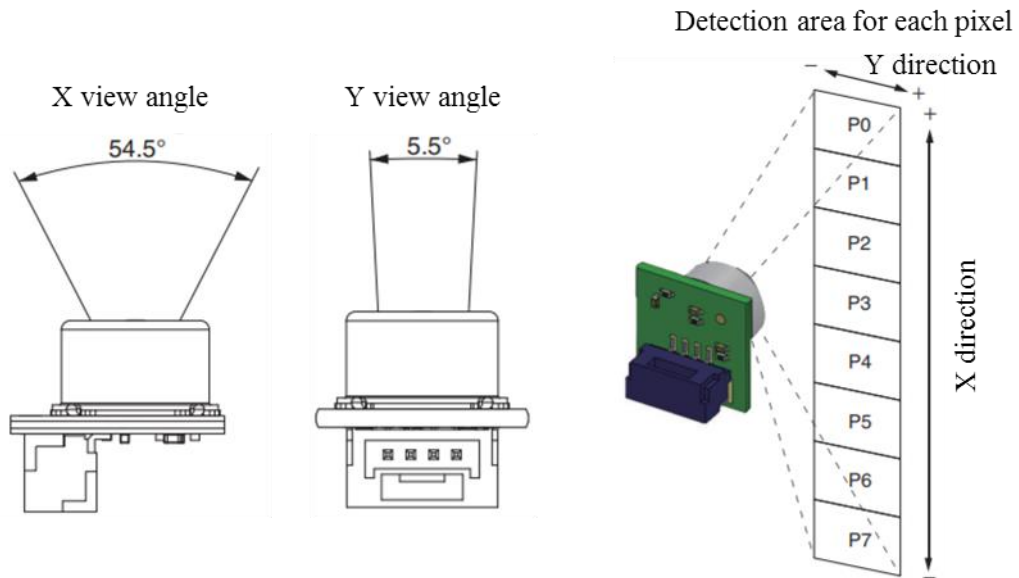 Detection area for each pixel
− Y direction +
X view angle
Y view angle
54.5°
5.5°
+
P0
P1
P2
P3
P4
P5
P6
P7
X direction
−